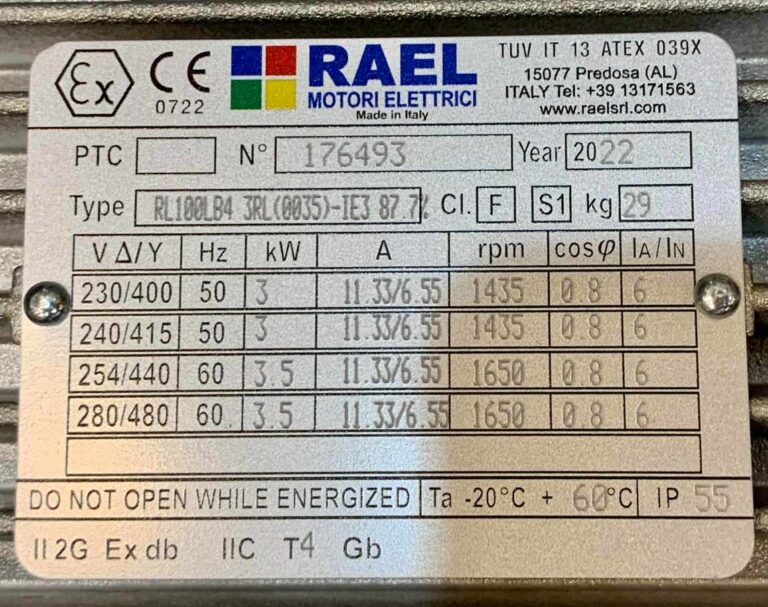 Ex CE 0722 RAEL MOTORI ELETTRICI Made in Italy
TUV IT 13 ATEX 039X
15077 Predosa (AL)
ITALY Tel: +39 13171563
www.raelsrl.com
PTC N° 176493 Year 2022
Type RL100LB4 3RL(0035)-IE3 87 7% Cl. F S1 kg 29
V Δ/Y Hz kW A rpm cosφ IA/IN
230/400 50 3 11.33/6.55 1435 0.8 6
240/415 50 3 11.33/6.55 1435 0.8 6
254/440 60 3.5 11.33/6.55 1650 0.8 6
280/480 60 3.5 11.33/6.55 1650 0.8 6
DO NOT OPEN WHILE ENERGIZED Ta -20°C + 60°C IP 55
II 2G Ex db IIC T4 Gb